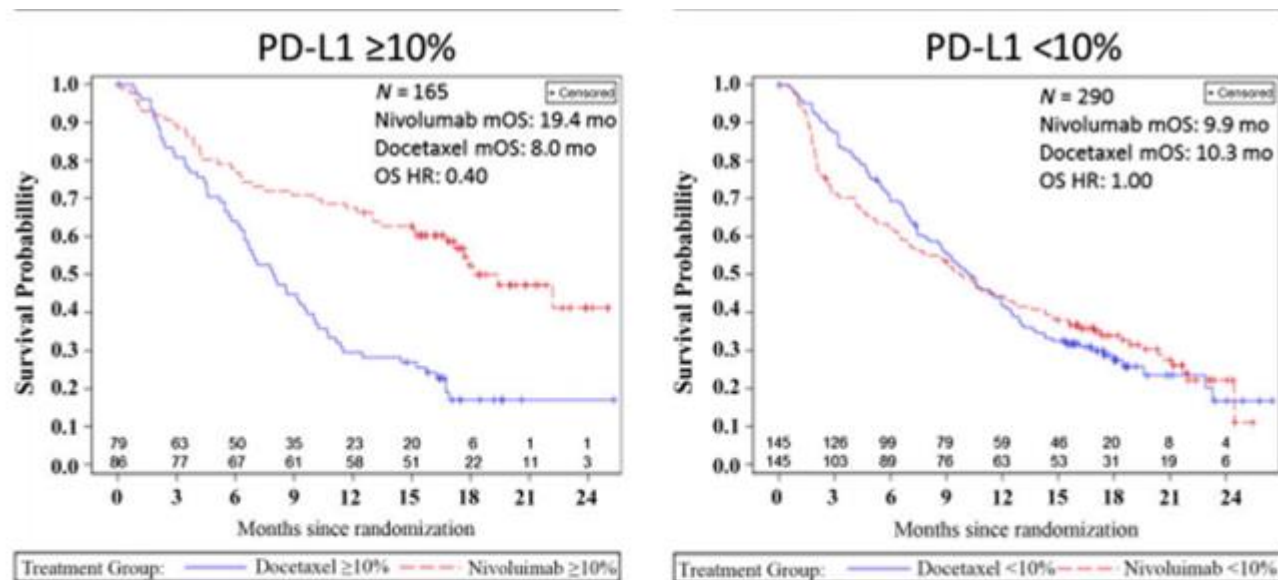 PD-L1 ≥10%
N = 165
+ Censored
Nivolumab mOS: 19.4 mo
Docetaxel mOS: 8.0 mo
OS HR: 0.40
Survival Probabillity
1.0
0.9
0.8
0.7
0.6
0.5
0.4
0.3
0.2
0.1
0.0
79 63 50 35 23 20 6 1 1
86 77 67 61 58 51 22 11 3
0 3 6 9 12 15 18 21 24
Months since randomization
Treatment Group: Docetaxel ≥10% Nivoluimab ≥10%
PD-L1 <10%
N = 290
+ Censored
Nivolumab mOS: 9.9 mo
Docetaxel mOS: 10.3 mo
OS HR: 1.00
Survival Probability
1.0
0.9
0.8
0.7
0.6
0.5
0.4
0.3
0.2
0.1
0.0
145 126 99 79 59 46 20 8 4
145 103 89 76 63 53 31 19 6
0 3 6 9 12 15 18 21 24
Months since randomization
Treatment Group: Docetaxel <10% Nivoluimab <10%